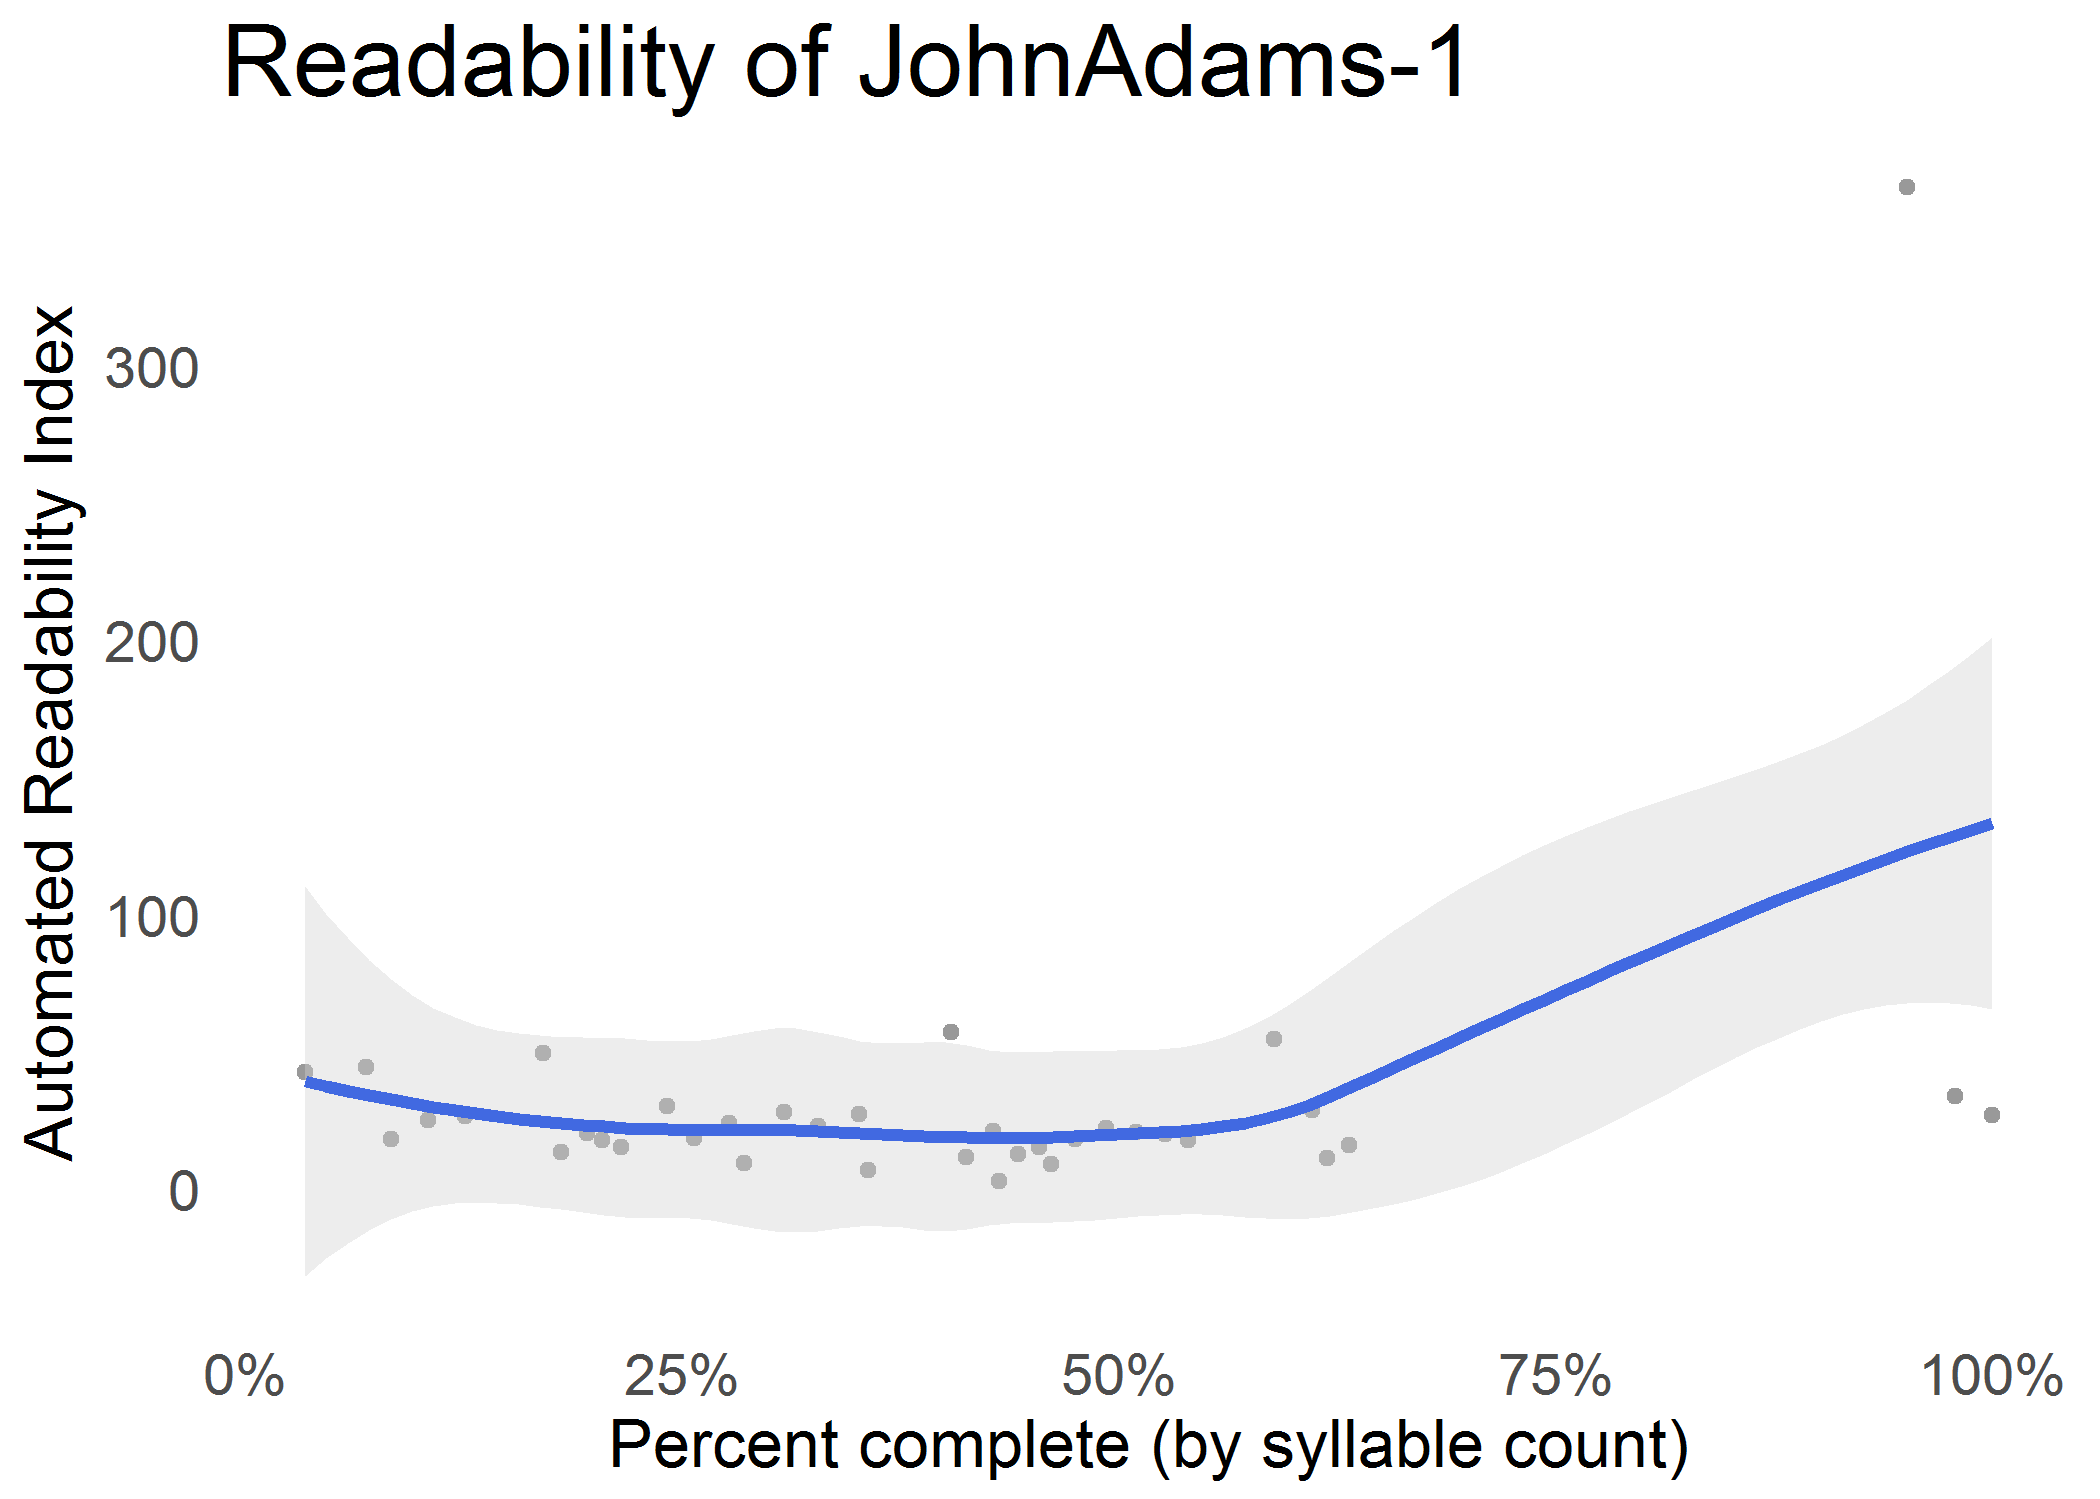 Readability of JohnAdams-1
Automated Readability Index
300
200
100
0
0% 25% 50% 75% 100%
Percent complete (by syllable count)